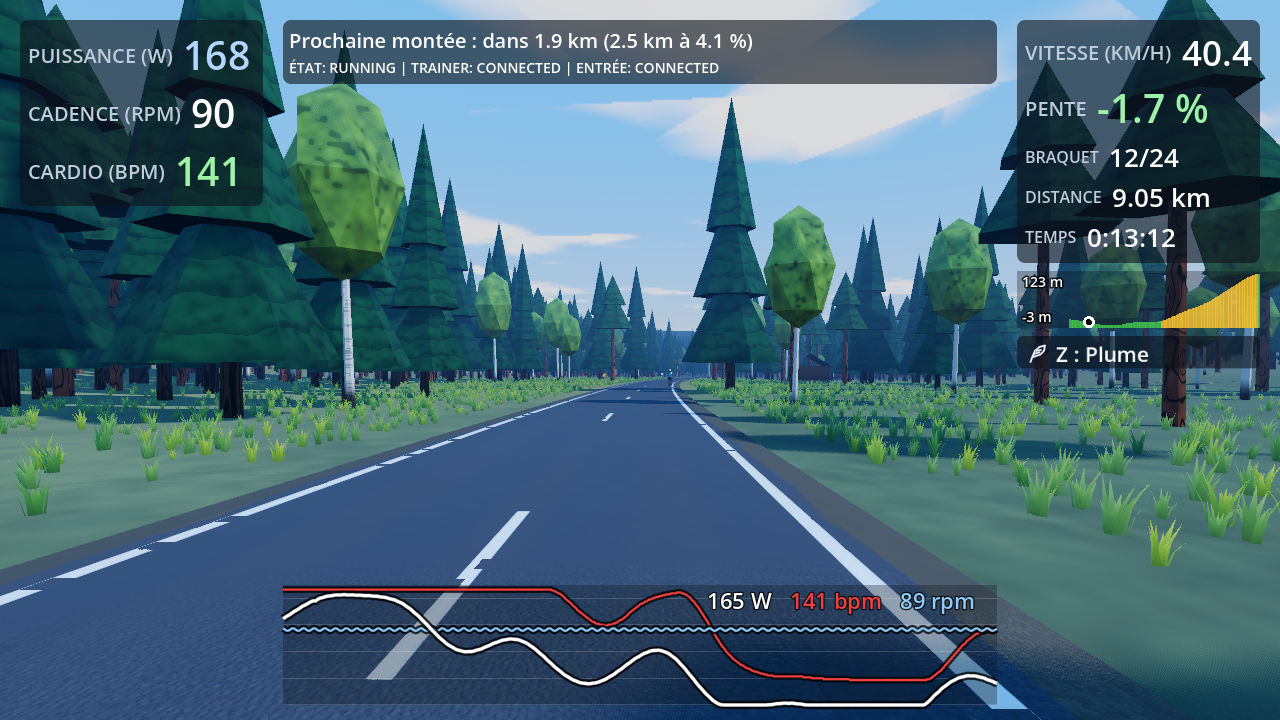 PUISSANCE (W) 168
CADENCE (RPM) 90
CARDIO (BPM) 141
Prochaine montée : dans 1.9 km (2.5 km à 4.1 %)
ÉTAT: RUNNING | TRAINER: CONNECTED | ENTRÉE: CONNECTED
VITESSE (KM/H) 40.4
PENTE -1.7 %
BRAQUET 12/24
DISTANCE 9.05 km
TEMPS 0:13:12
123 m
-3 m
Z : Plume
165 W 141 bpm 89 rpm